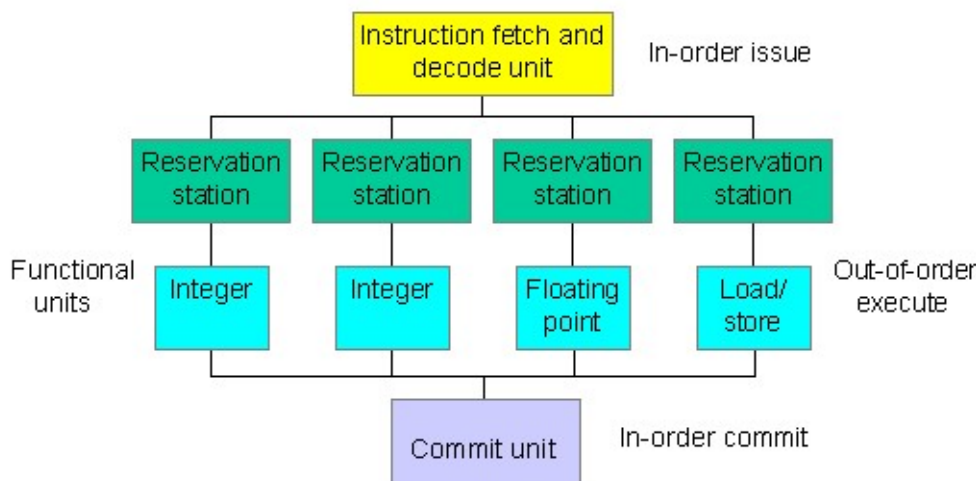 Instruction fetch and
decode unit
In-order issue
Reservation
station
Reservation
station
Reservation
station
Reservation
station
Functional
units
Integer
Integer
Floating
point
Load/
store
Out-of-order
execute
Commit unit
In-order commit